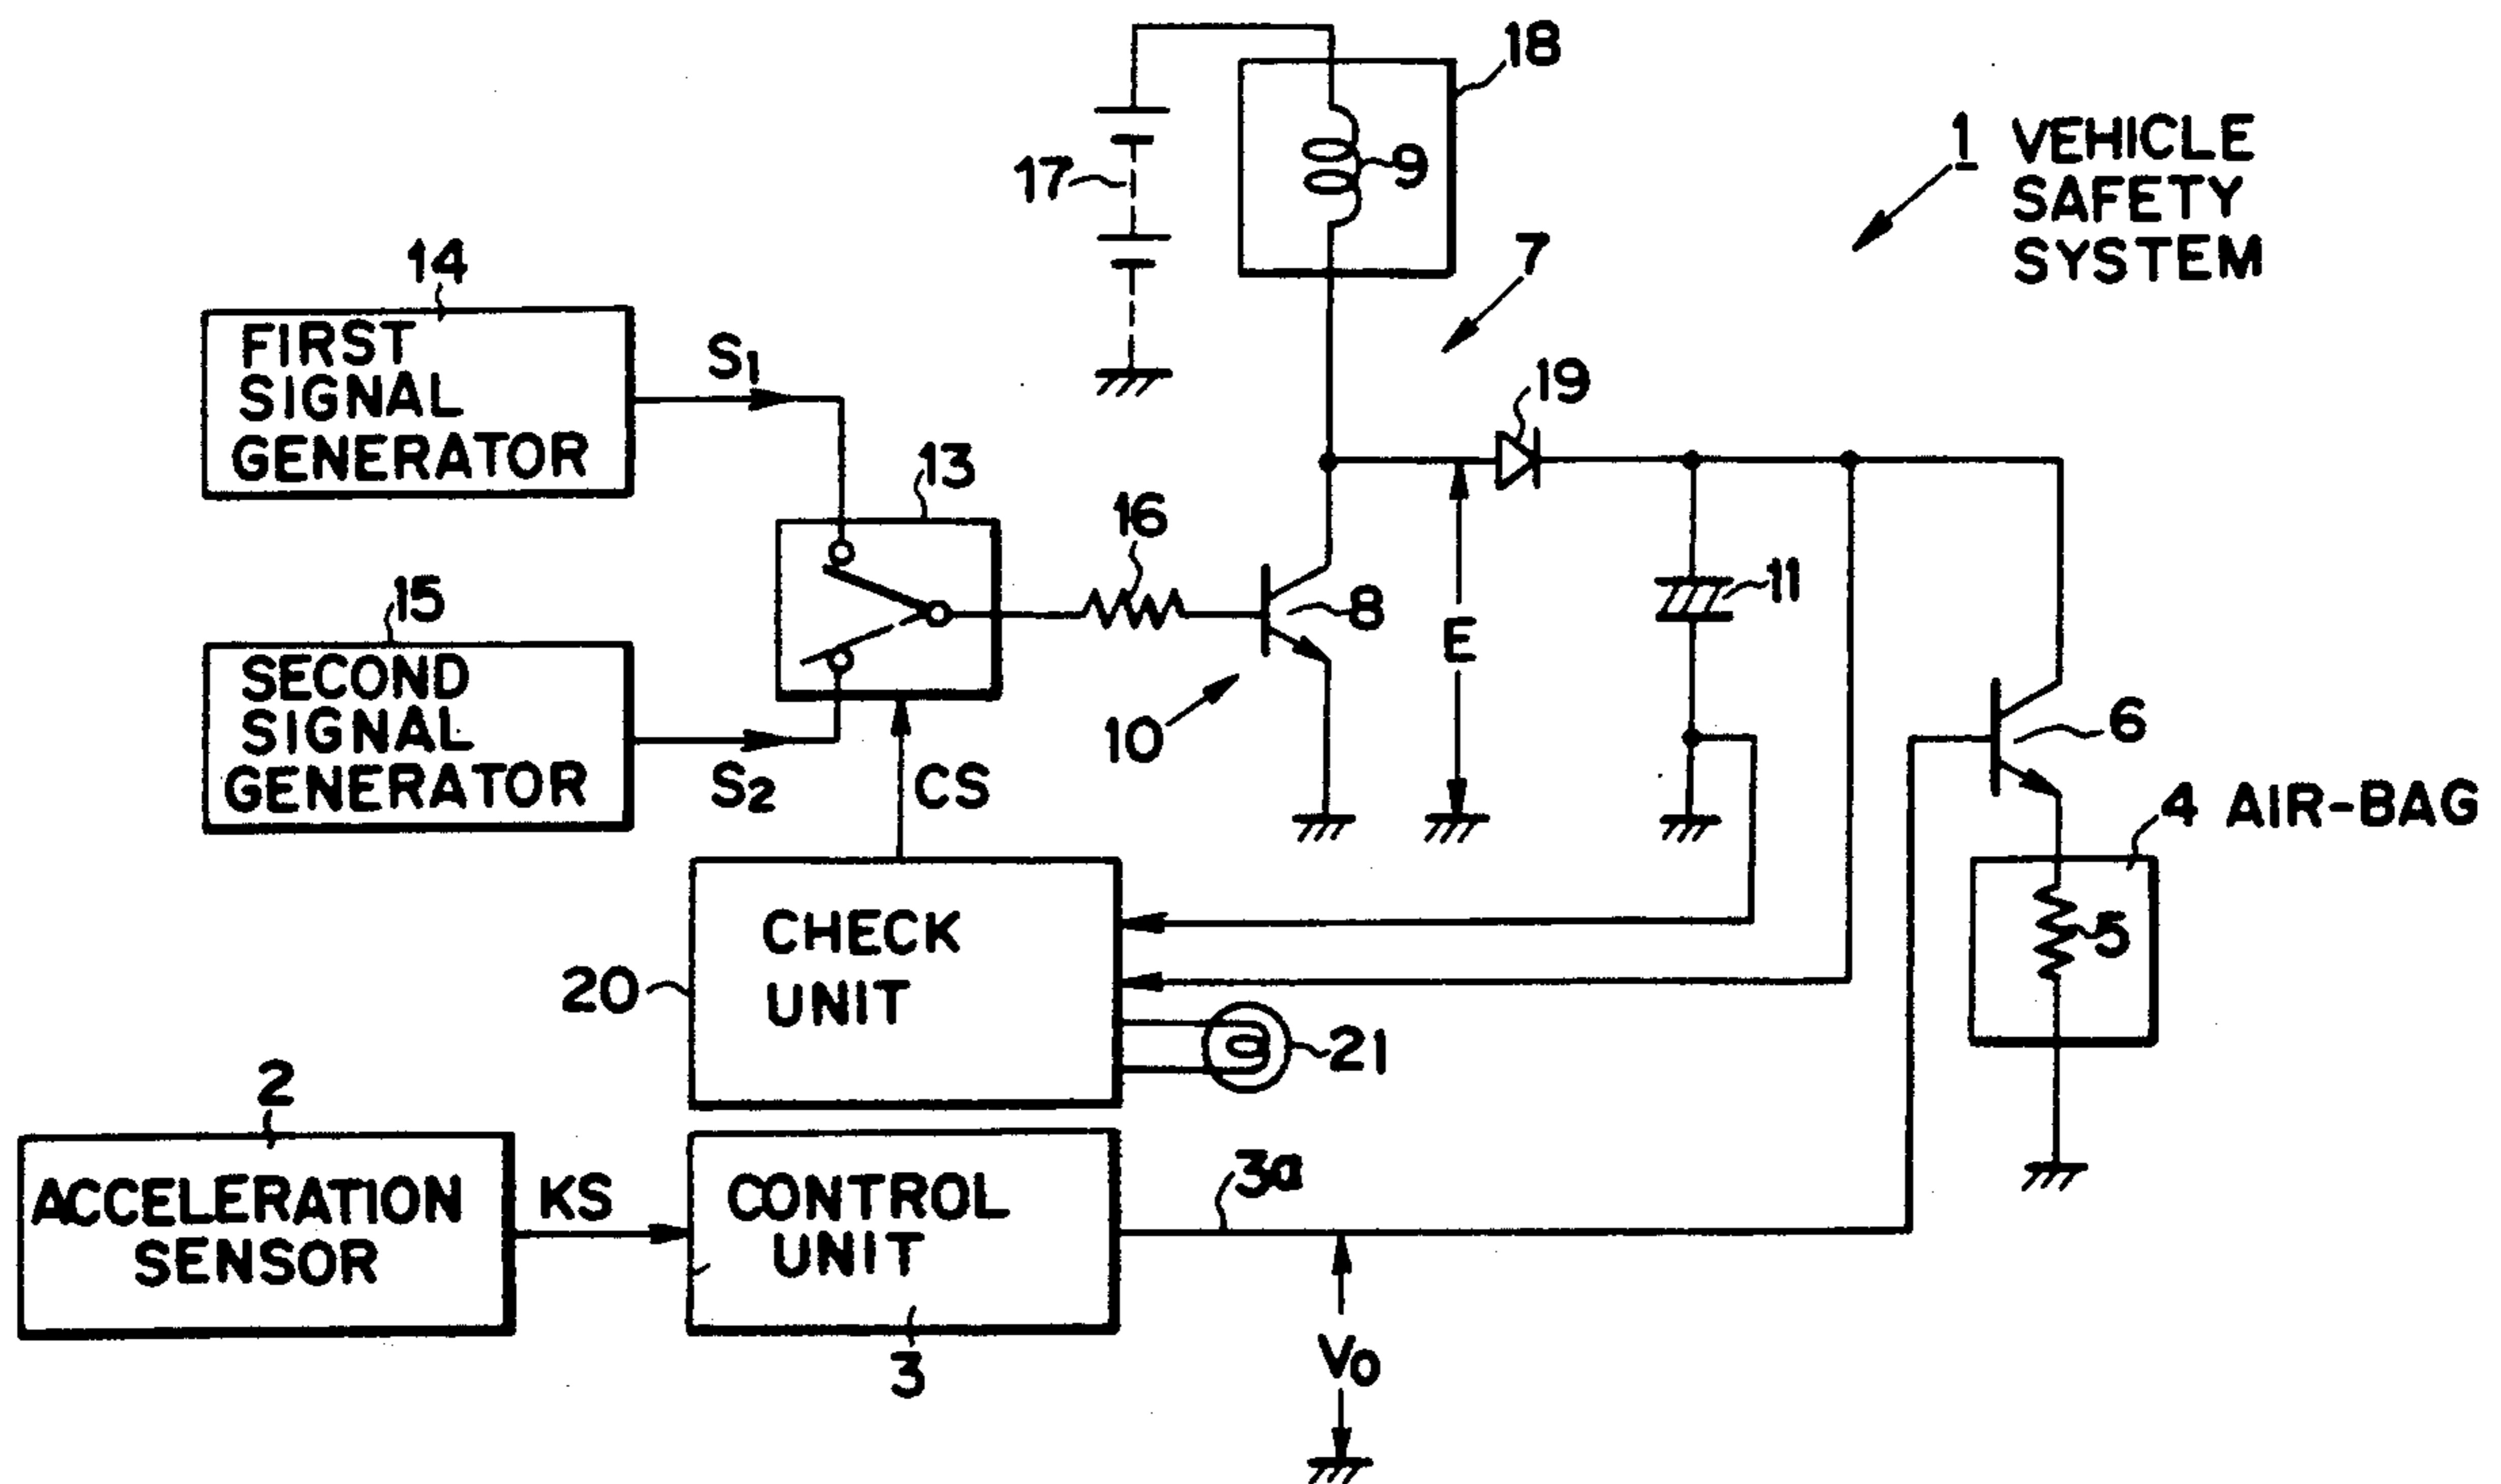 18
9
17
1 VEHICLE
SAFETY
SYSTEM
7
14
FIRST
SIGNAL
GENERATOR
S1
19
13
16
11
8
E
15
SECOND
SIGNAL
GENERATOR
S2
10
CS
6
4 AIR-BAG
5
CHECK
UNIT
20
21
2
ACCELERATION
SENSOR
KS
CONTROL
UNIT
3a
3
Vo